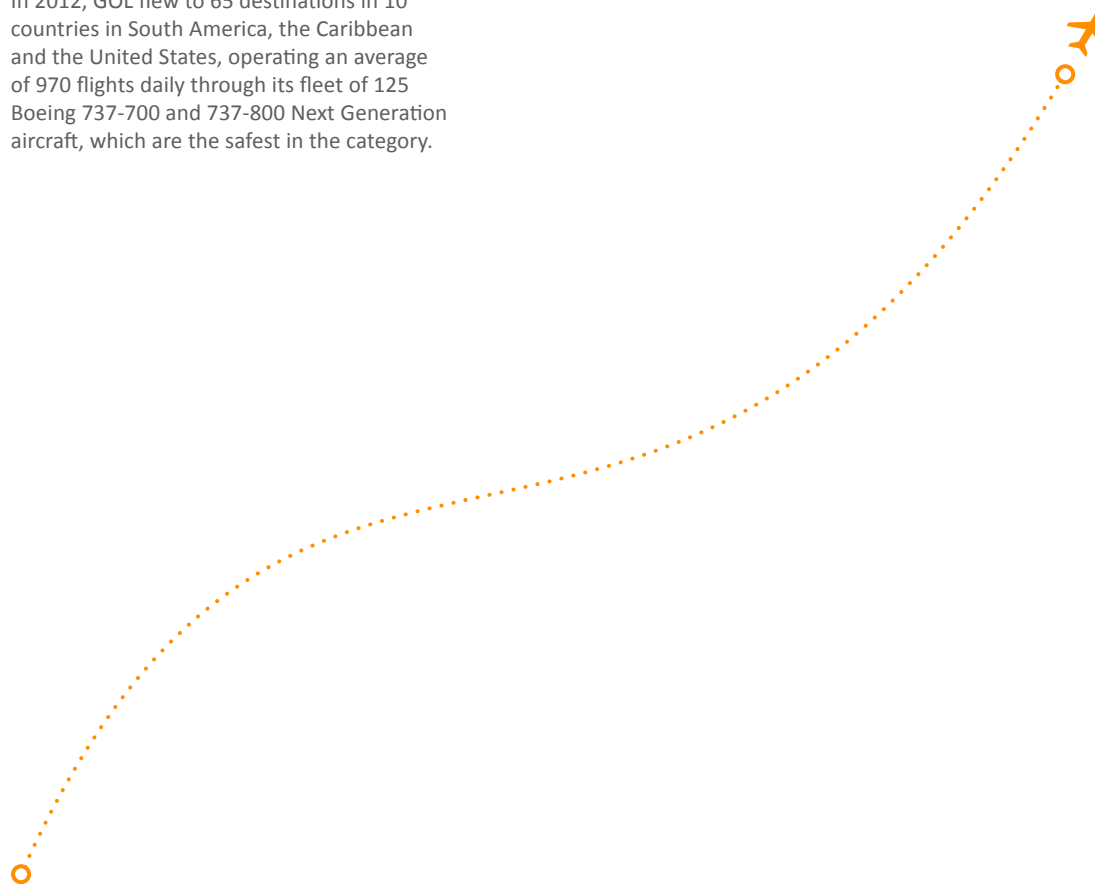 In 2012, GOL flew to 65 destinations in 10
countries in South America, the Caribbean
and the United States, operating an average
of 970 flights daily through its fleet of 125
Boeing 737-700 and 737-800 Next Generation
aircraft, which are the safest in the category.